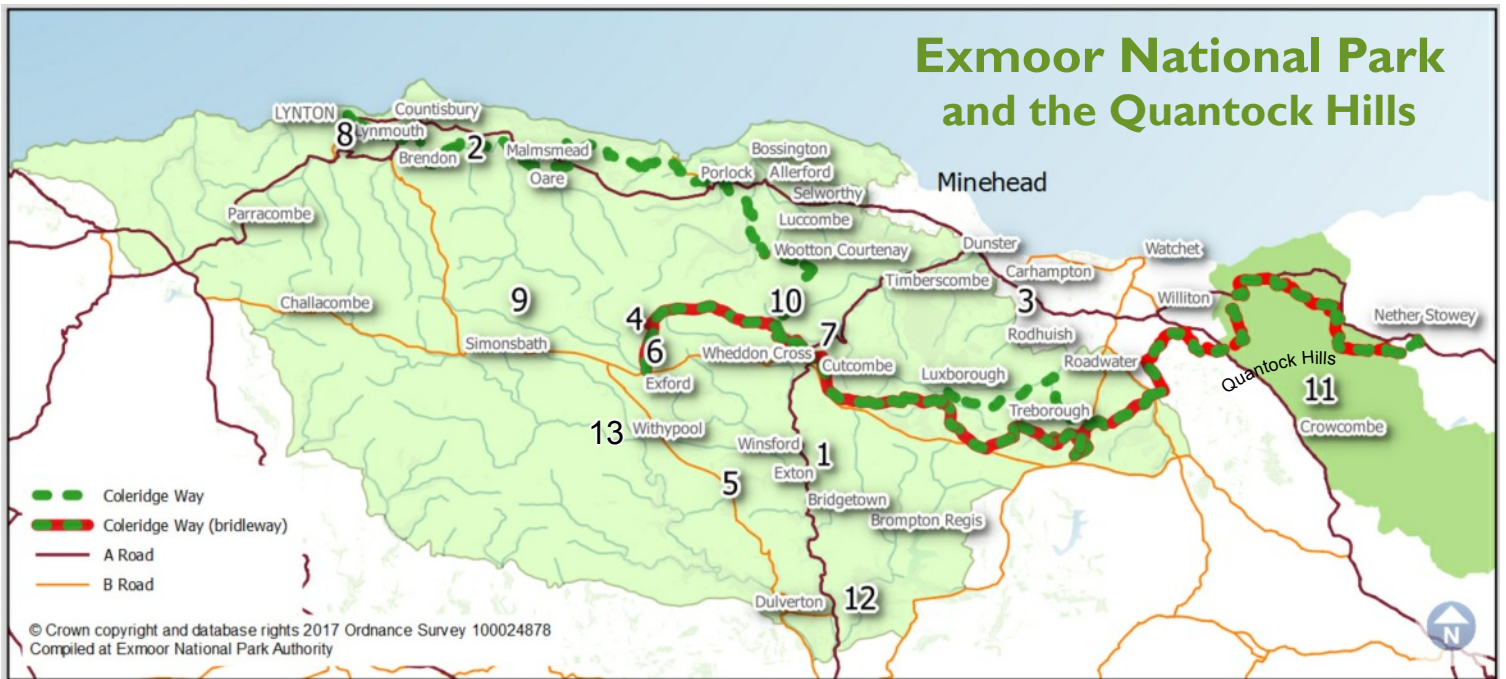 Exmoor National Park
and the Quantock Hills
LYNTON
Countisbury
8
Lynmouth
Brendon
2
Malmsmead
Oare
Bossington
Porlock
Allerford
Selworthy
Minehead
Parracombe
Luccombe
Wootton Courtenay
Dunster
Watchet
Timberscombe
Carhampton
Challacombe
9
10
3
Williton
Nether Stowey
4
7
Rodhuish
Simonsbath
6
Wheddon Cross
Cutcombe
Roadwater
Quantock Hills
Exford
Luxborough
11
Treborough
Crowcombe
13
Withypool
Winsford
1
Exton
5
Bridgetown
Brompton Regis
Dulverton
12
Coleridge Way
Coleridge Way (bridleway)
A Road
B Road
© Crown copyright and database rights 2017 Ordnance Survey 100024878
Compiled at Exmoor National Park Authority
N